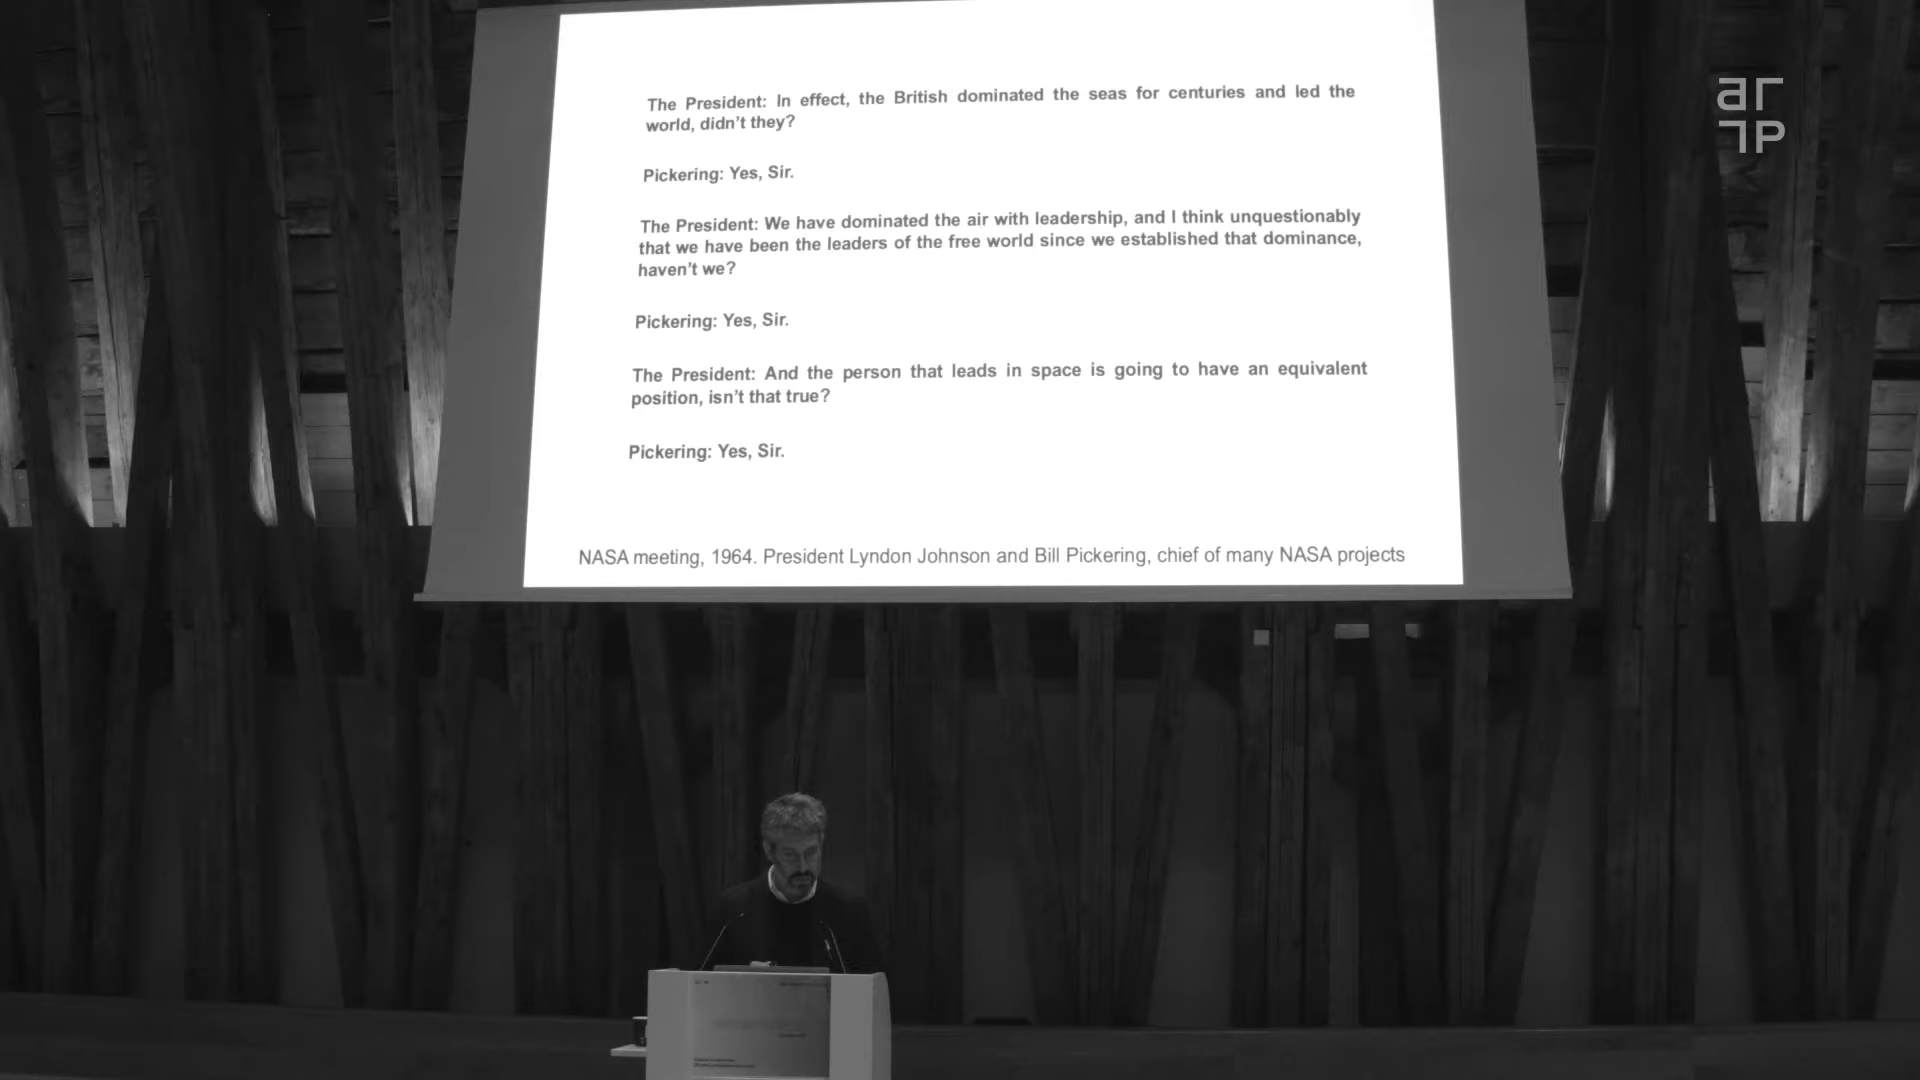 The President: In effect, the British dominated the seas for centuries and led the
world, didn't they?
Pickering: Yes, Sir.
The President: We have dominated the air with leadership, and I think unquestionably
that we have been the leaders of the free world since we established that dominance,
haven't we?
Pickering: Yes, Sir.
The President: And the person that leads in space is going to have an equivalent
position, isn't that true?
Pickering: Yes, Sir.
NASA meeting, 1964. President Lyndon Johnson and Bill Pickering, chief of many NASA projects